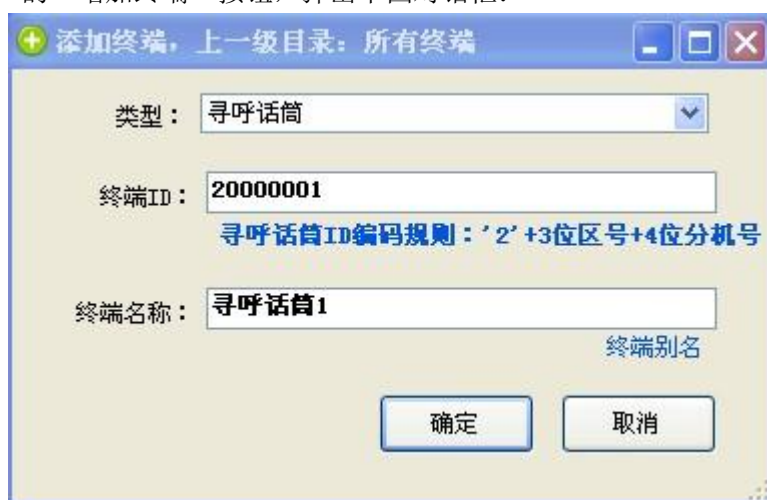 添加终端，上一级目录：所有终端
类型：
寻呼话筒
终端ID：
20000001
寻呼话筒ID编码规则：'2'+3位区号+4位分机号
终端名称：
寻呼话筒1
终端别名
确定
取消